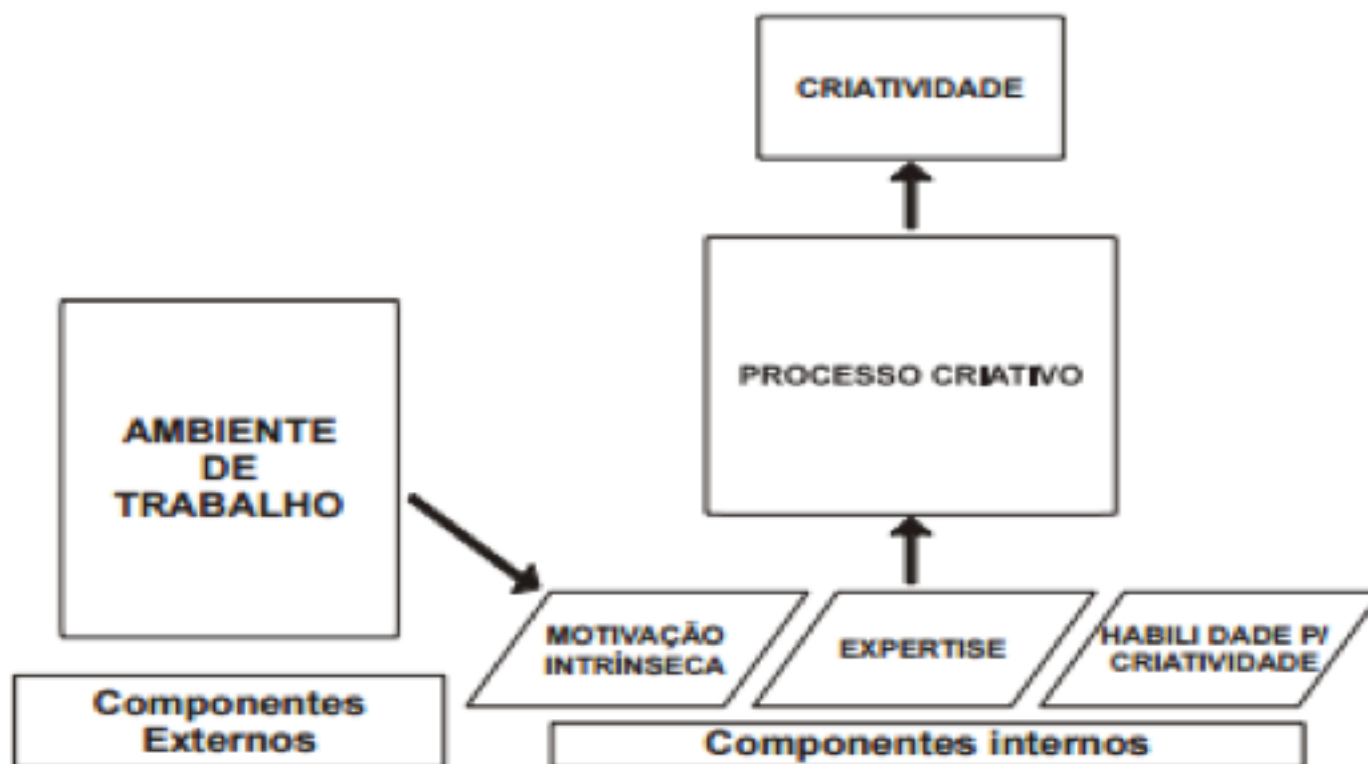 CRIATIVIDADE
PROCESSO CRIATIVO
AMBIENTE
DE
TRABALHO
MOTIVAÇÃO
INTRÍNSECA
EXPERTISE
HABILI DADE P/
CRIATIVIDADE
Componentes
Externos
Componentes internos